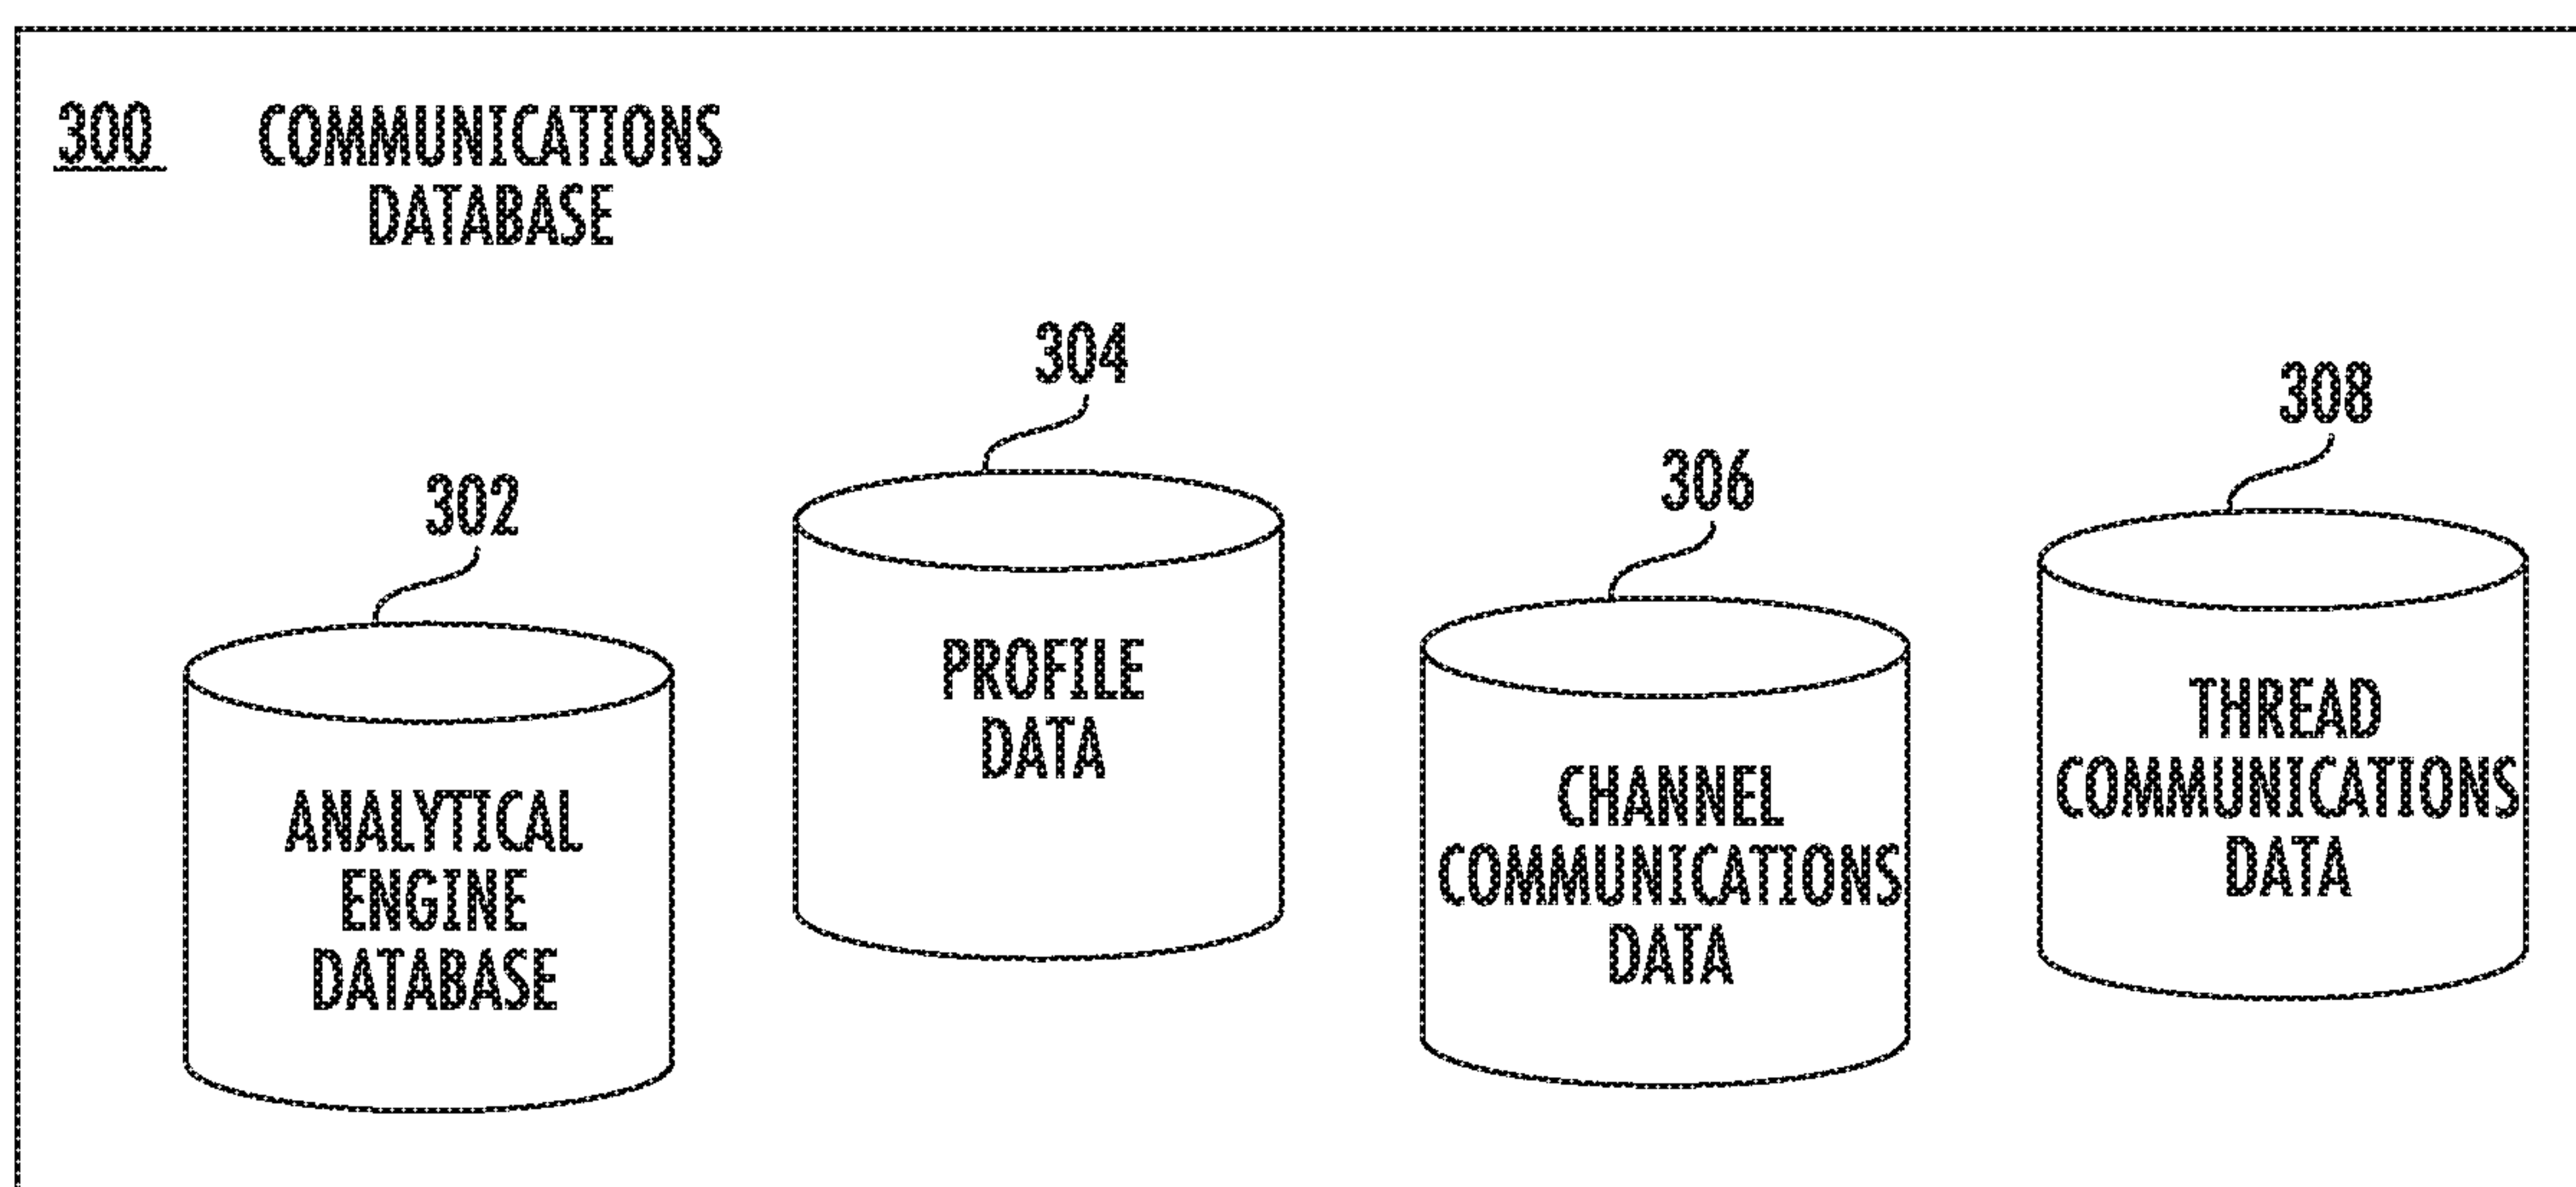 300 COMMUNICATIONS
DATABASE
304
308
306
302
PROFILE
DATA
THREAD
COMMUNICATIONS
DATA
CHANNEL
COMMUNICATIONS
DATA
ANALYTICAL
ENGINE
DATABASE